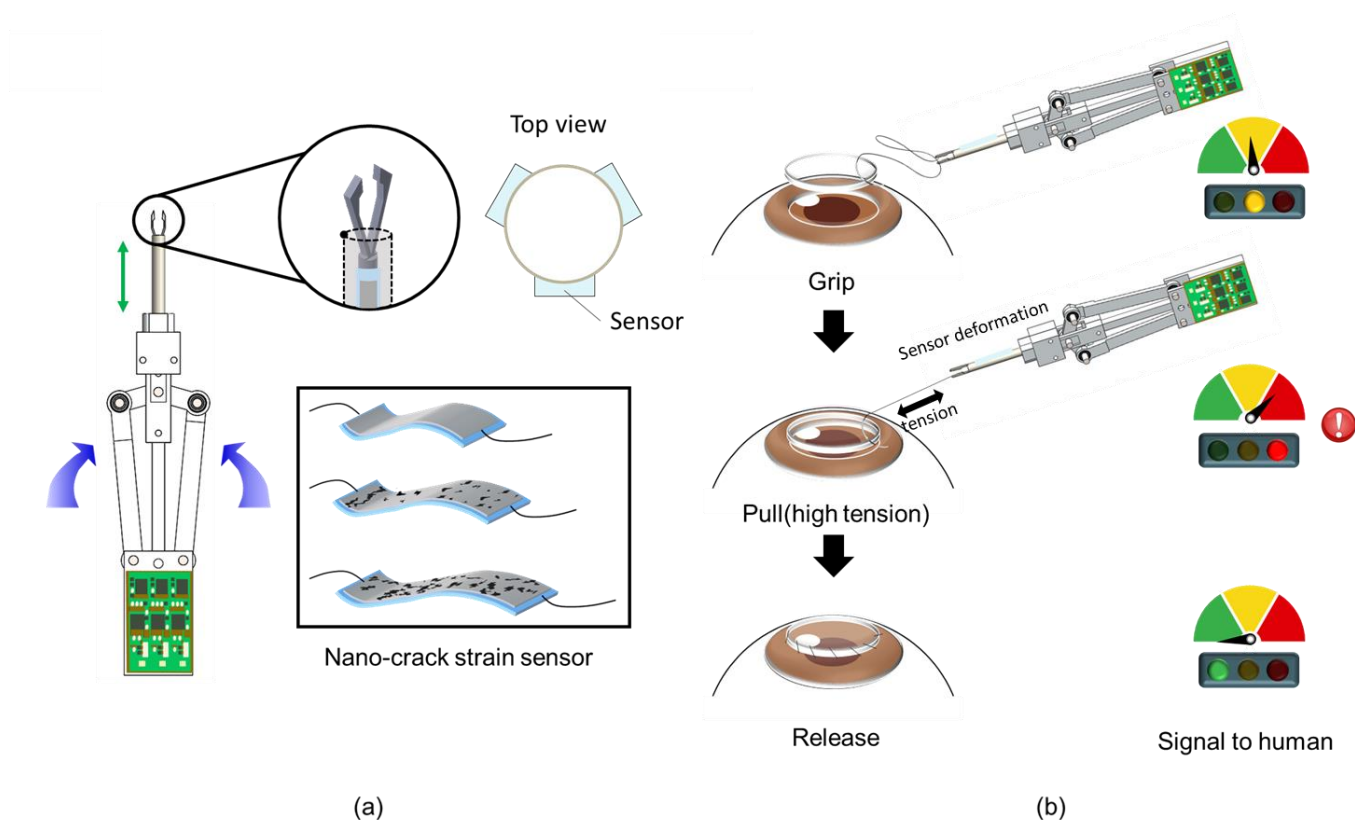 Top view
Sensor
Nano-crack strain sensor
(a)
Grip
Sensor deformation
tension
Pull(high tension)
Release
Signal to human
(b)